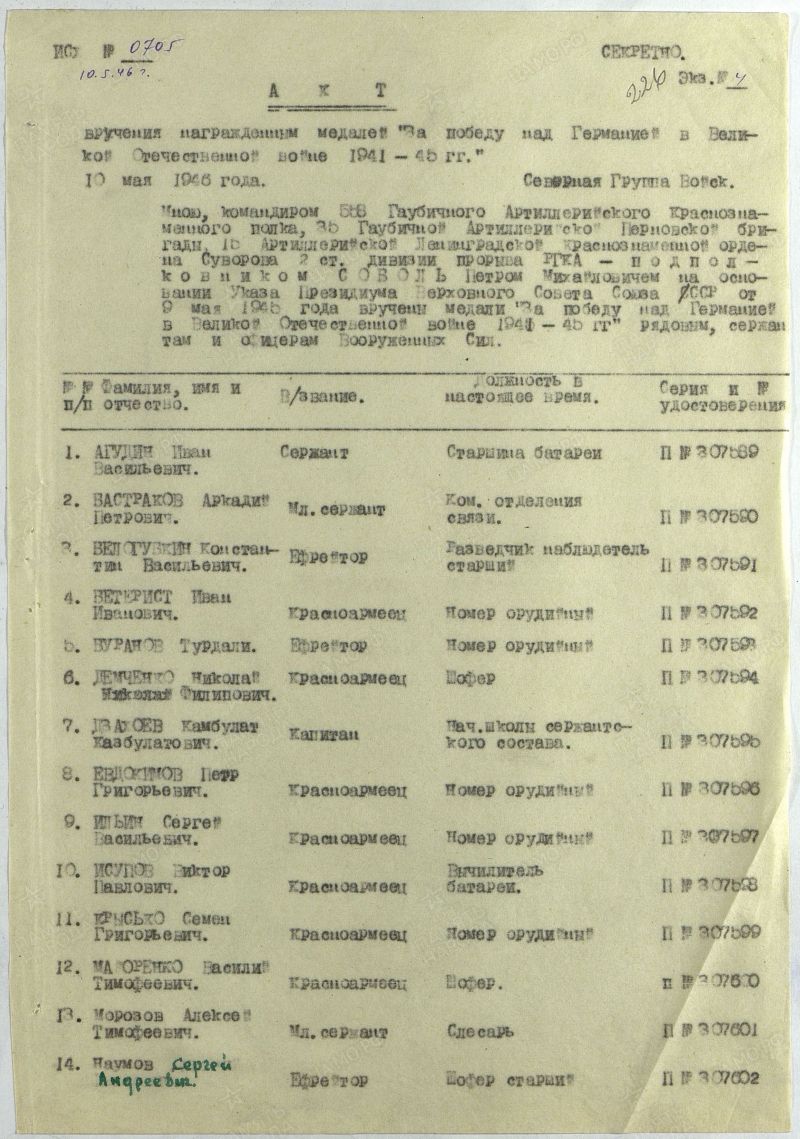 Исх № 0705
СЕКРЕТНО.
10.5.46 г.
226 Экз.№ 4
А К Т
вручения награжденным медалей "За победу над Германией в Вели-
кой Отечественной войне 1941 – 45 гг."
10 мая 1946 года.
Северная Группа Войск.
Мною, командиром 558 Гаубичного Артиллерийского Краснозна-
менного полка, 35 Гаубичной Артиллерийской Перновской бри-
гады, 15 Артиллерийской Ленинградской Краснознаменной орде-
на Суворова 2 ст. дивизии прорыва РГКА – п о д п о л -
к о в н и к о м С О Б О Л Ь Петром Михайловичем на осно-
вании Указа Президиума Верховного Совета Союза ССР от
9 мая 1945 года вручены медали "За победу над Германией
в Великой Отечественной войне 1941 – 45 гг" рядовым, сержан
там и офицерам Вооруженных Сил.
№ № Фамилия, имя и
п/п отчество.
В/звание.
Должность в
настоящее время.
Серия и №
удостоверения
1. АГУДИН Иван
Васильевич.
Сержант
Старшина батареи
П № 307589
2. БАСТРАКОВ Аркадий
Петрович.
Мл.сержант
Ком. отделения
связи.
П № 307590
3. БЕЛОГУБКИН Констан-
тин Васильевич.
Ефрейтор
Разведчик наблюдетель
старший
П № 307591
4. ВЕТЕРИСТ Иван
Иванович.
Красноармеец
Номер орудийный
П № 307592
5. БУРАНОВ Турдали.
Ефрейтор
Номер орудийный
П № 307593
6. ДЕМЧЕНКО Николай
Филипович.
Красноармеец
Шофер
П № 307594
7. ДЗАХОЕВ Камбулат
Казбулатович.
Капитан
Нач.школы сержантс-
кого состава.
П № 307595
8. ЕВДОКИМОВ Петр
Григорьевич.
Красноармеец
Номер орудийный
П № 307596
9. ИЛЬИН Сергей
Васильевич.
Красноармеец
Номер орудийный
П № 307597
10. ИСУПОВ Виктор
Павлович.
Красноармеец
Вычилитель
батареи.
П № 307598
11. КРЫСЬКО Семен
Григорьевич.
Красноармеец
Номер орудийный
П № 307599
12. МАЙОРЕНКО Василий
Тимофеевич.
Красноармеец
Шофер.
п № 307600
13. Морозов Алексей
Тимофеевич.
Мл.сержант
Слесарь
П № 307601
14. Наумов Сергей
Андреевич.
Ефрейтор
Шофер старший
П № 307602